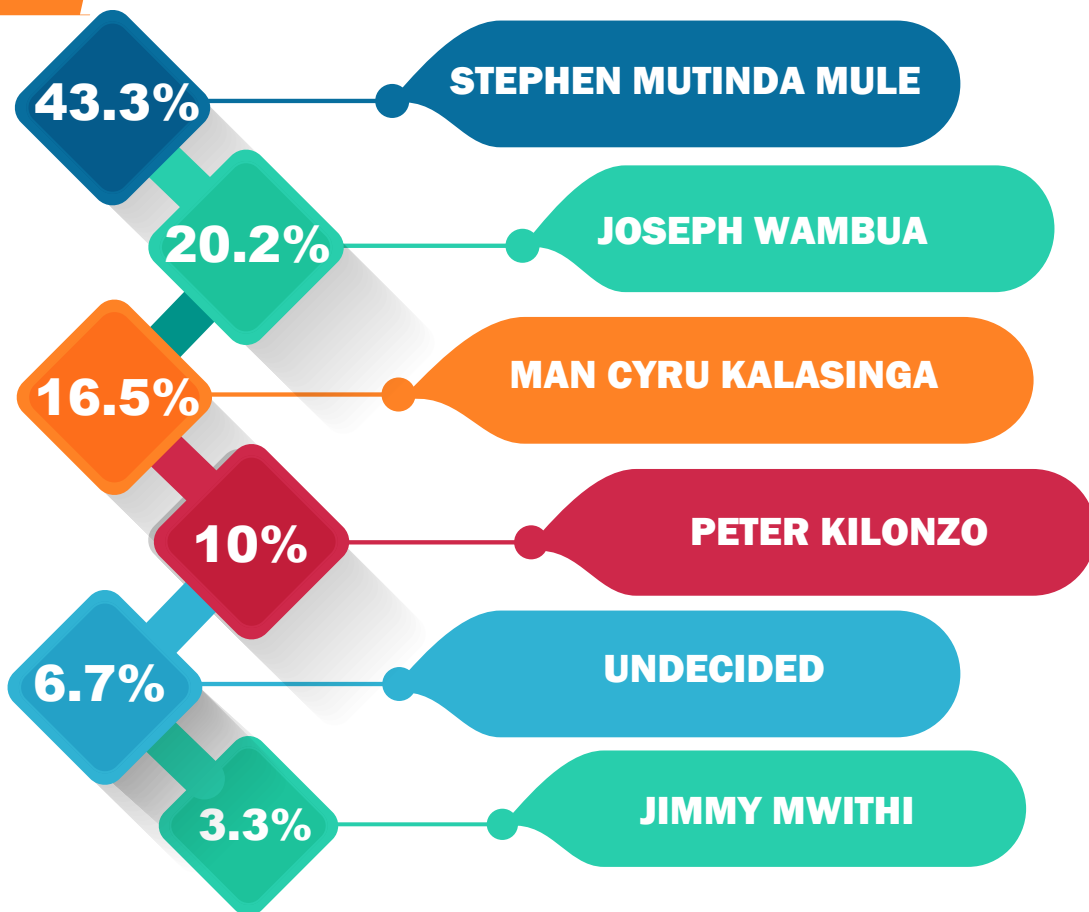 43.3% STEPHEN MUTINDA MULE
20.2% JOSEPH WAMBUA
16.5% MAN CYRU KALASINGA
10% PETER KILONZO
6.7% UNDECIDED
3.3% JIMMY MWITHI